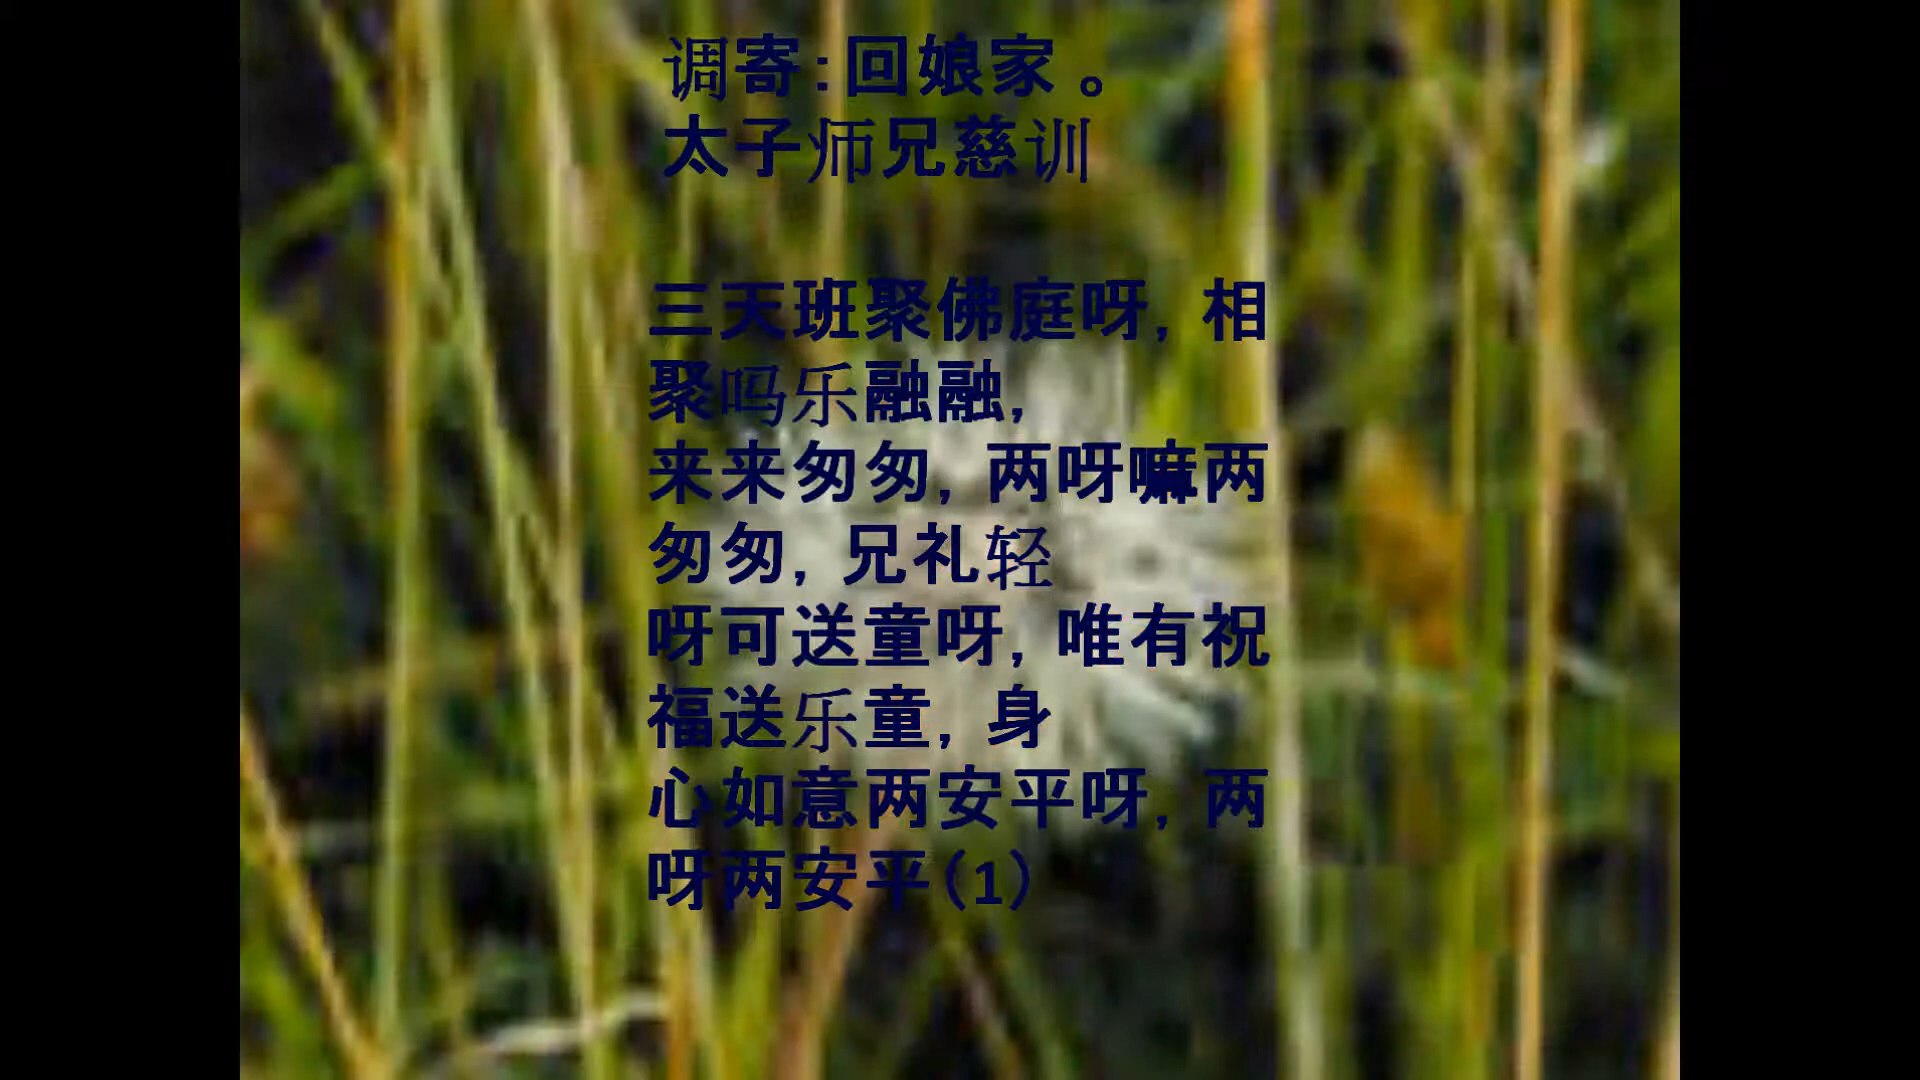 调寄:回娘家。
太子师兄慈训
三天班聚佛庭呀, 相
聚吗乐融融,
来来匆匆, 两呀嘛两
匆匆, 兄礼轻
呀可送童呀, 唯有祝
福送乐童, 身
心如意两安平呀, 两
呀两安平(1)